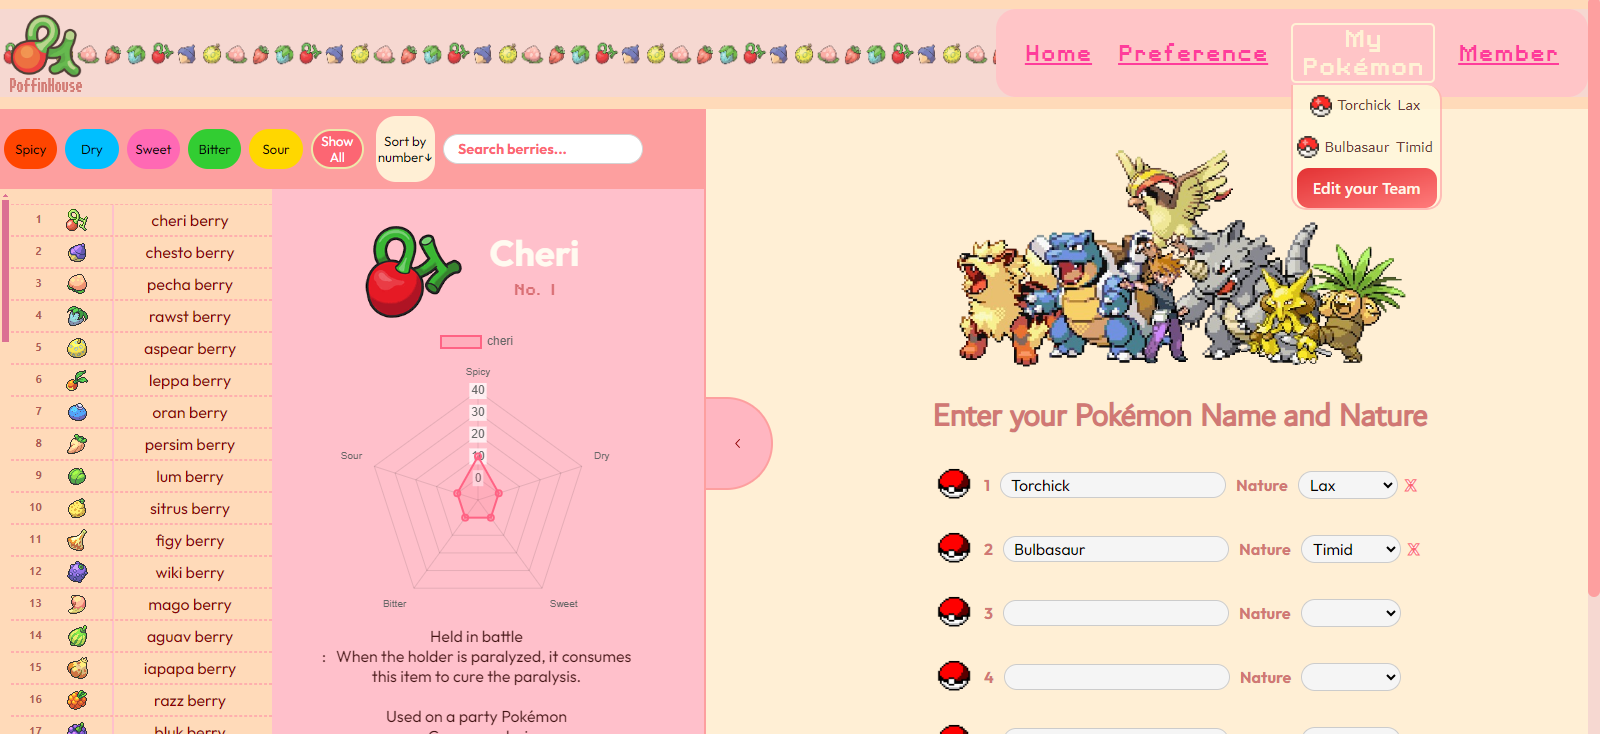 PoffinHouse
Home
Preference
My
Pokémon
Member
Torchick Lax
Bulbasaur Timid
Edit your Team
Spicy
Dry
Sweet
Bitter
Sour
Show
All
Sort by
number↓
Search berries...
1 cheri berry
2 chesto berry
3 pecha berry
4 rawst berry
5 aspear berry
6 leppa berry
7 oran berry
8 persim berry
9 lum berry
10 sitrus berry
11 figy berry
12 wiki berry
13 mago berry
14 aguav berry
15 iapapa berry
16 razz berry
17 bluk berry
Cheri
No. 1
cheri
Spicy
40
30
20
10
0
Sour
Dry
Bitter
Sweet
Held in battle
: When the holder is paralyzed, it consumes
this item to cure the paralysis.
Used on a party Pokémon
<
Enter your Pokémon Name and Nature
1 Torchick Nature Lax X
2 Bulbasaur Nature Timid X
3 Nature
4 Nature